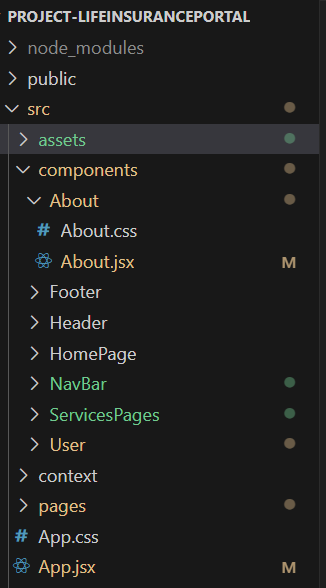 PROJECT-LIFEINSURANCEPORTAL
node_modules
public
src
assets
components
About
# About.css
About.jsx M
Footer
Header
HomePage
NavBar
ServicesPages
User
context
pages
# App.css
App.jsx M